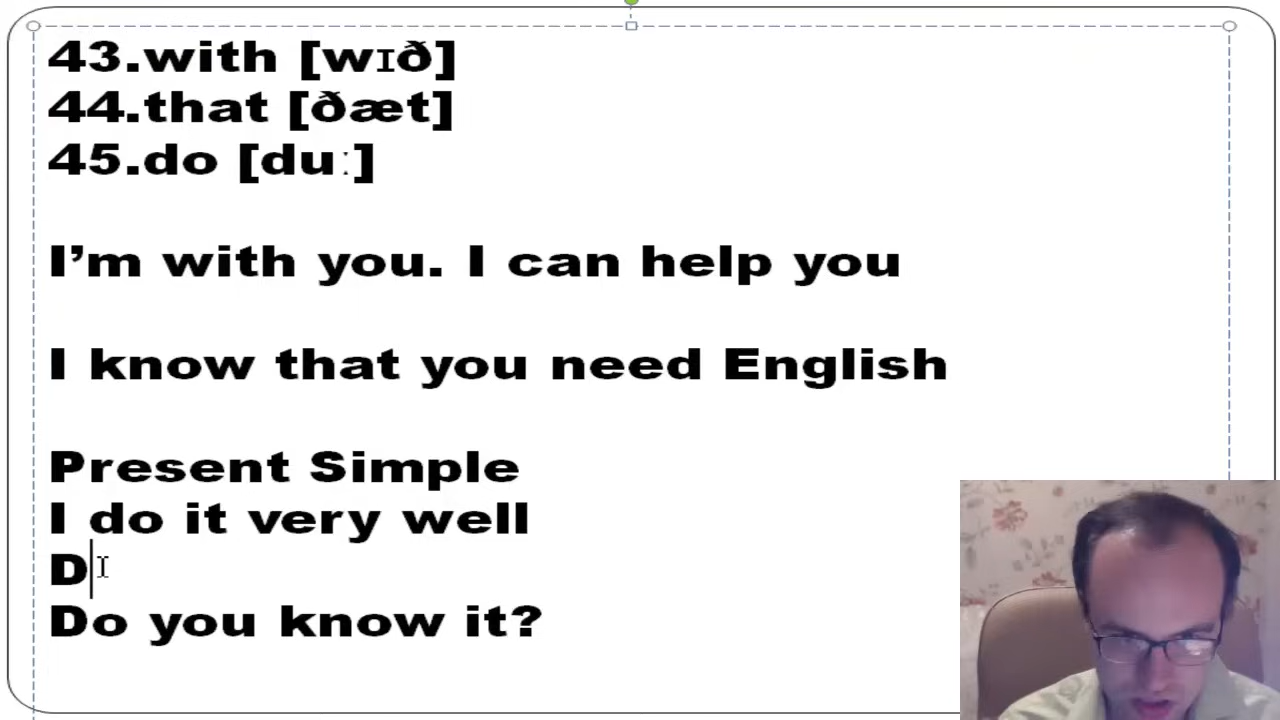 43.with [wɪð]
44.that [ðæt]
45.do [duː]
I’m with you. I can help you
I know that you need English
Present Simple
I do it very well
D
Do you know it?